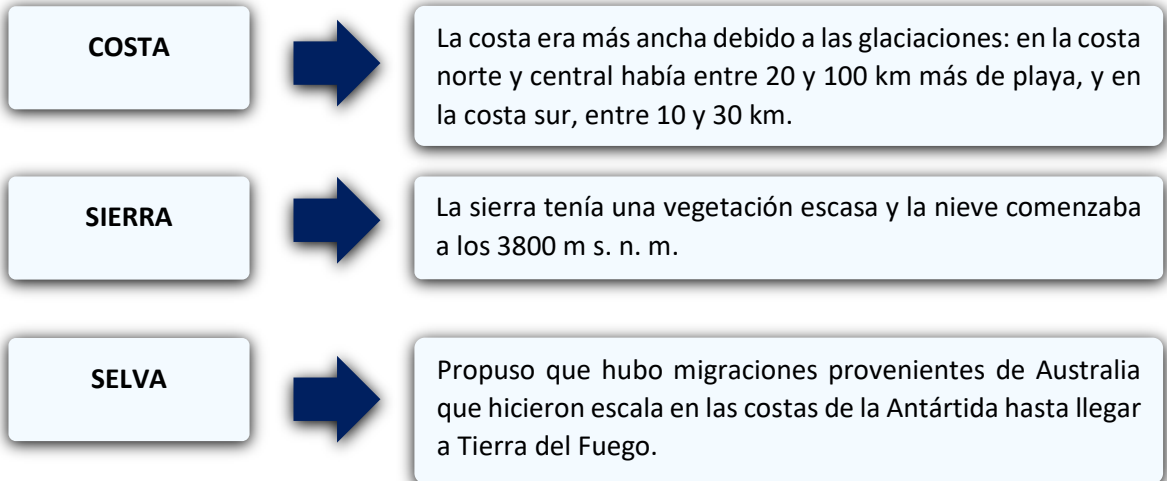 COSTA
La costa era más ancha debido a las glaciaciones: en la costa
norte y central había entre 20 y 100 km más de playa, y en
la costa sur, entre 10 y 30 km.
SIERRA
La sierra tenía una vegetación escasa y la nieve comenzaba
a los 3800 m s. n. m.
SELVA
Propuso que hubo migraciones provenientes de Australia
que hicieron escala en las costas de la Antártida hasta llegar
a Tierra del Fuego.